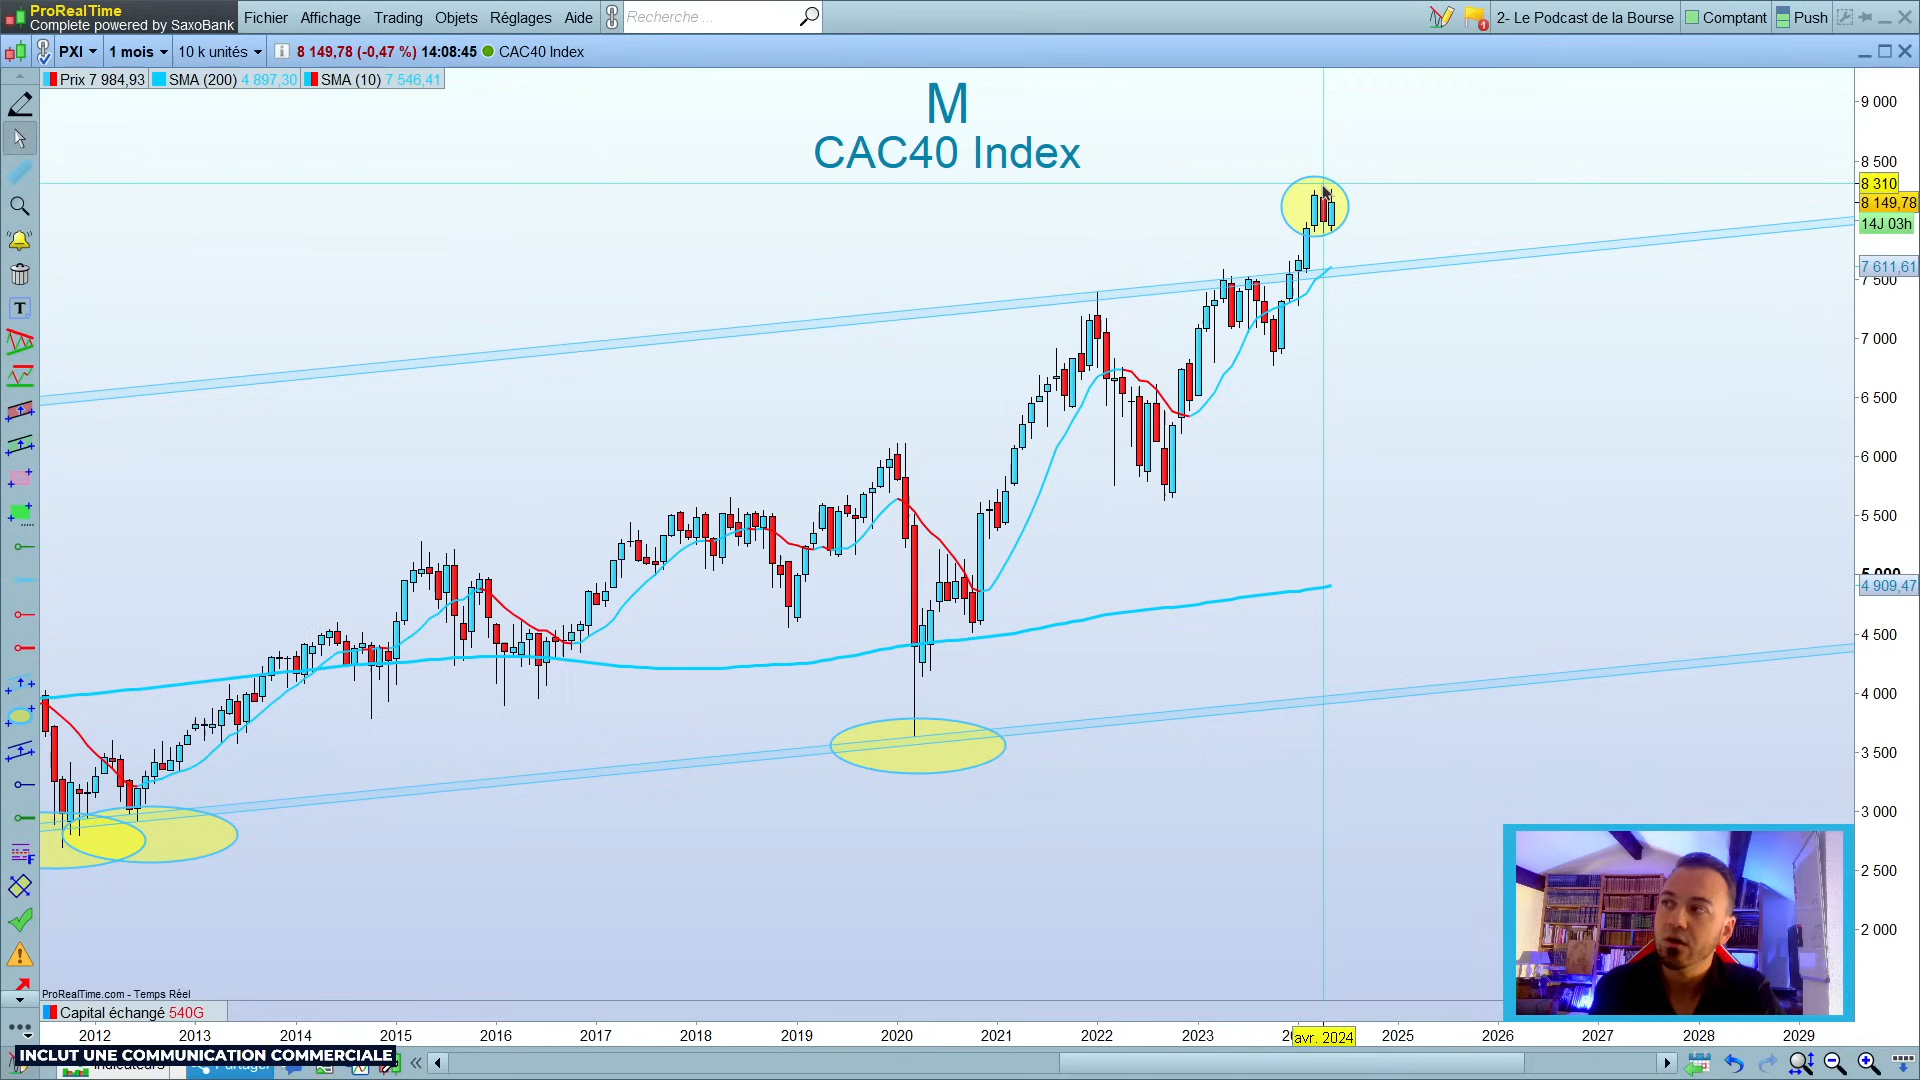 ProRealTime
Complete powered by SaxoBank
Fichier Affichage Trading Objets Réglages Aide
Recherche ...
2- Le Podcast de la Bourse
Comptant
Push
PXI 1 mois 10 k unités 8 149,78 (-0,47 %) 14:08:45 CAC40 Index
Prix 7 984,93 SMA (200) 4 897,30 SMA (10) 7 546,41
M
CAC40 Index
9 000
8 500
8 310
8 149,78
14J 03h
7 611,61
7 500
7 000
6 500
6 000
5 500
5 000
4 909,47
4 500
4 000
3 500
3 000
2 500
2 000
T
F
ProRealTime.com - Temps Réel
Capital échangé 540G
2012 2013 2014 2015 2016 2017 2018 2019 2020 2021 2022 2023 avr. 2024 2025 2026 2027 2028 2029
INCLUT UNE COMMUNICATION COMMERCIALE
Indicateurs
Partager